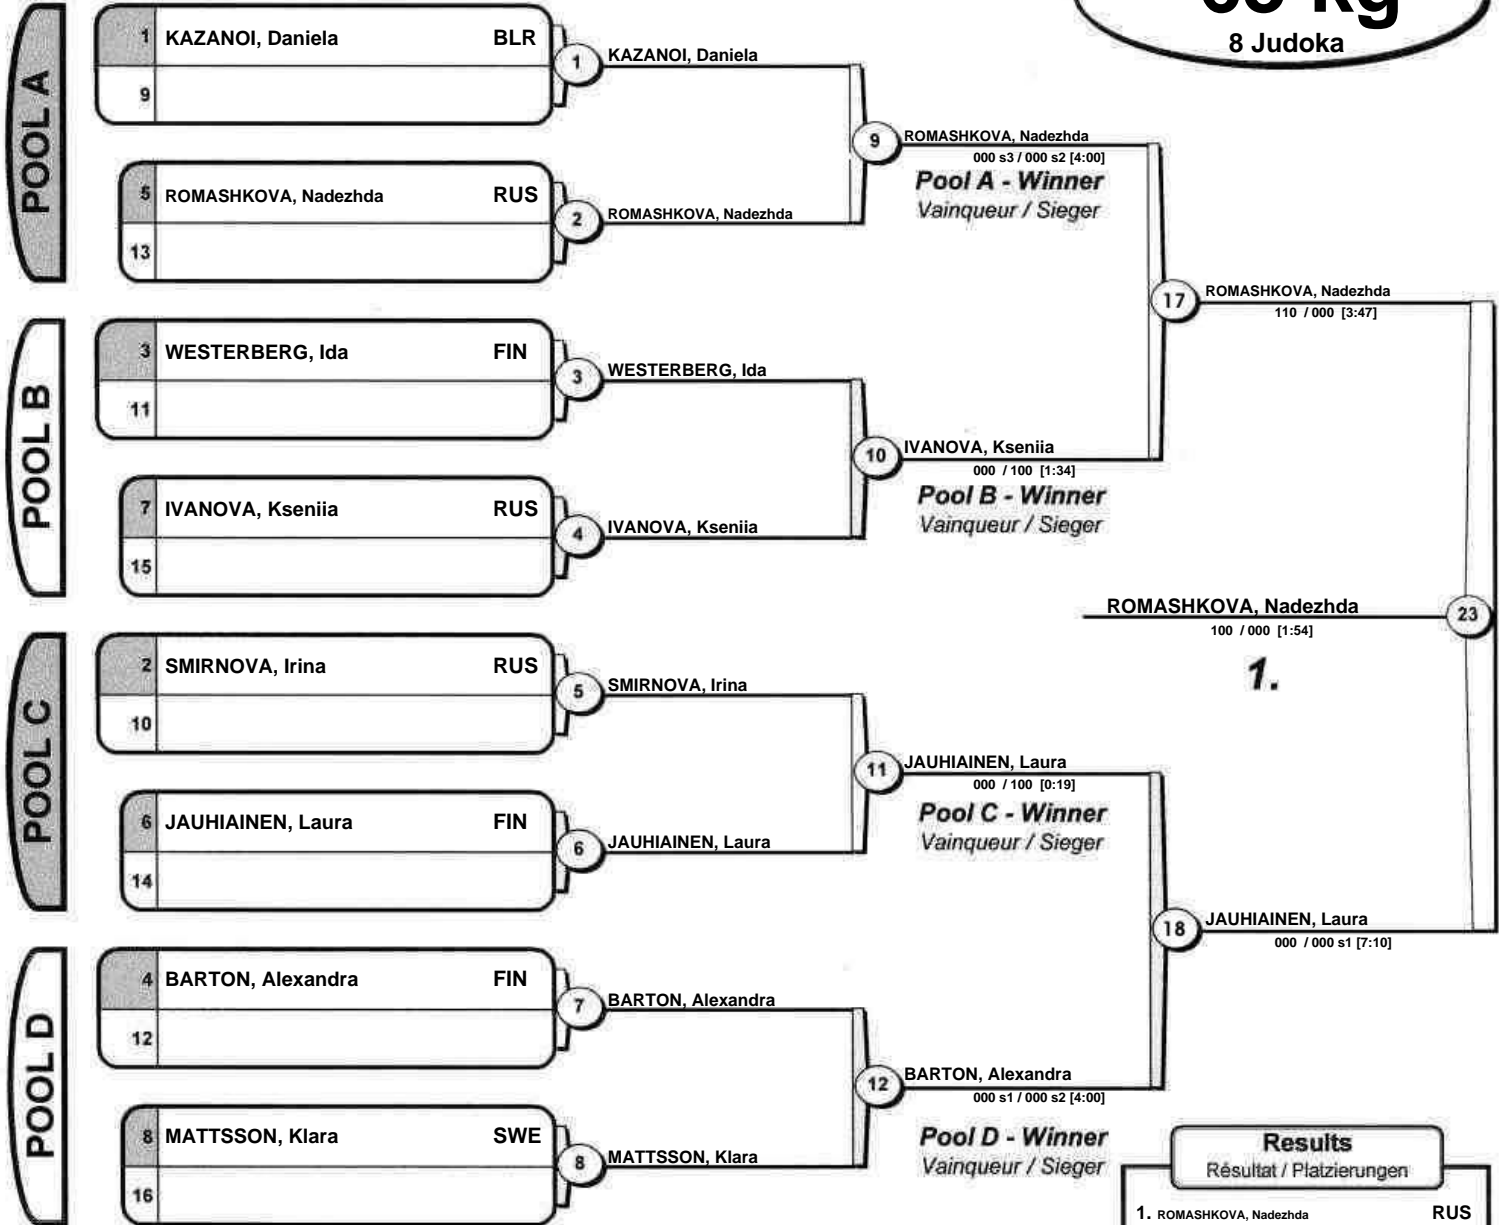 8 Judoka
POOL A
1 KAZANOI, Daniela BLR
9
1 KAZANOI, Daniela
5 ROMASHKOVA, Nadezhda RUS
13
2 ROMASHKOVA, Nadezhda
9 ROMASHKOVA, Nadezhda
000 s3 / 000 s2 [4:00]
Pool A - Winner
Vainqueur / Sieger
POOL B
3 WESTERBERG, Ida FIN
11
3 WESTERBERG, Ida
7 IVANOVA, Kseniia RUS
15
4 IVANOVA, Kseniia
10 IVANOVA, Kseniia
000 / 100 [1:34]
Pool B - Winner
Vainqueur / Sieger
17 ROMASHKOVA, Nadezhda
110 / 000 [3:47]
POOL C
2 SMIRNOVA, Irina RUS
10
5 SMIRNOVA, Irina
6 JAUHIAINEN, Laura FIN
14
6 JAUHIAINEN, Laura
11 JAUHIAINEN, Laura
000 / 100 [0:19]
Pool C - Winner
Vainqueur / Sieger
POOL D
4 BARTON, Alexandra FIN
12
7 BARTON, Alexandra
8 MATTSSON, Klara SWE
16
8 MATTSSON, Klara
12 BARTON, Alexandra
000 s1 / 000 s2 [4:00]
Pool D - Winner
Vainqueur / Sieger
18 JAUHIAINEN, Laura
000 / 000 s1 [7:10]
ROMASHKOVA, Nadezhda 23
100 / 000 [1:54]
1.
Results
Résultat / Platzierungen
1. ROMASHKOVA, Nadezhda RUS